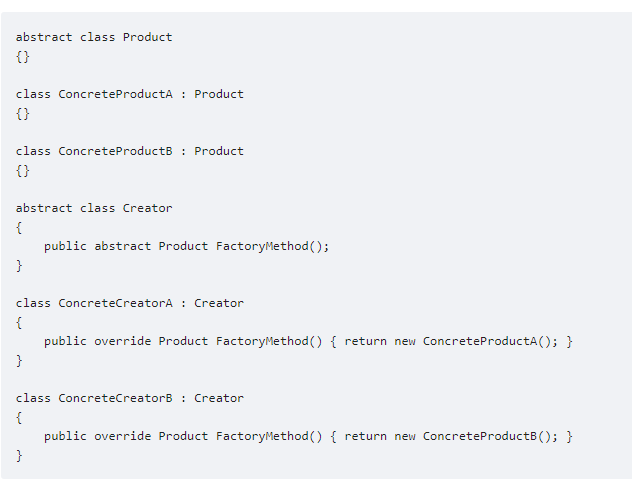 abstract class Product
{}
class ConcreteProductA : Product
{}
class ConcreteProductB : Product
{}
abstract class Creator
{
    public abstract Product FactoryMethod();
}
class ConcreteCreatorA : Creator
{
    public override Product FactoryMethod() { return new ConcreteProductA(); }
}
class ConcreteCreatorB : Creator
{
    public override Product FactoryMethod() { return new ConcreteProductB(); }
}